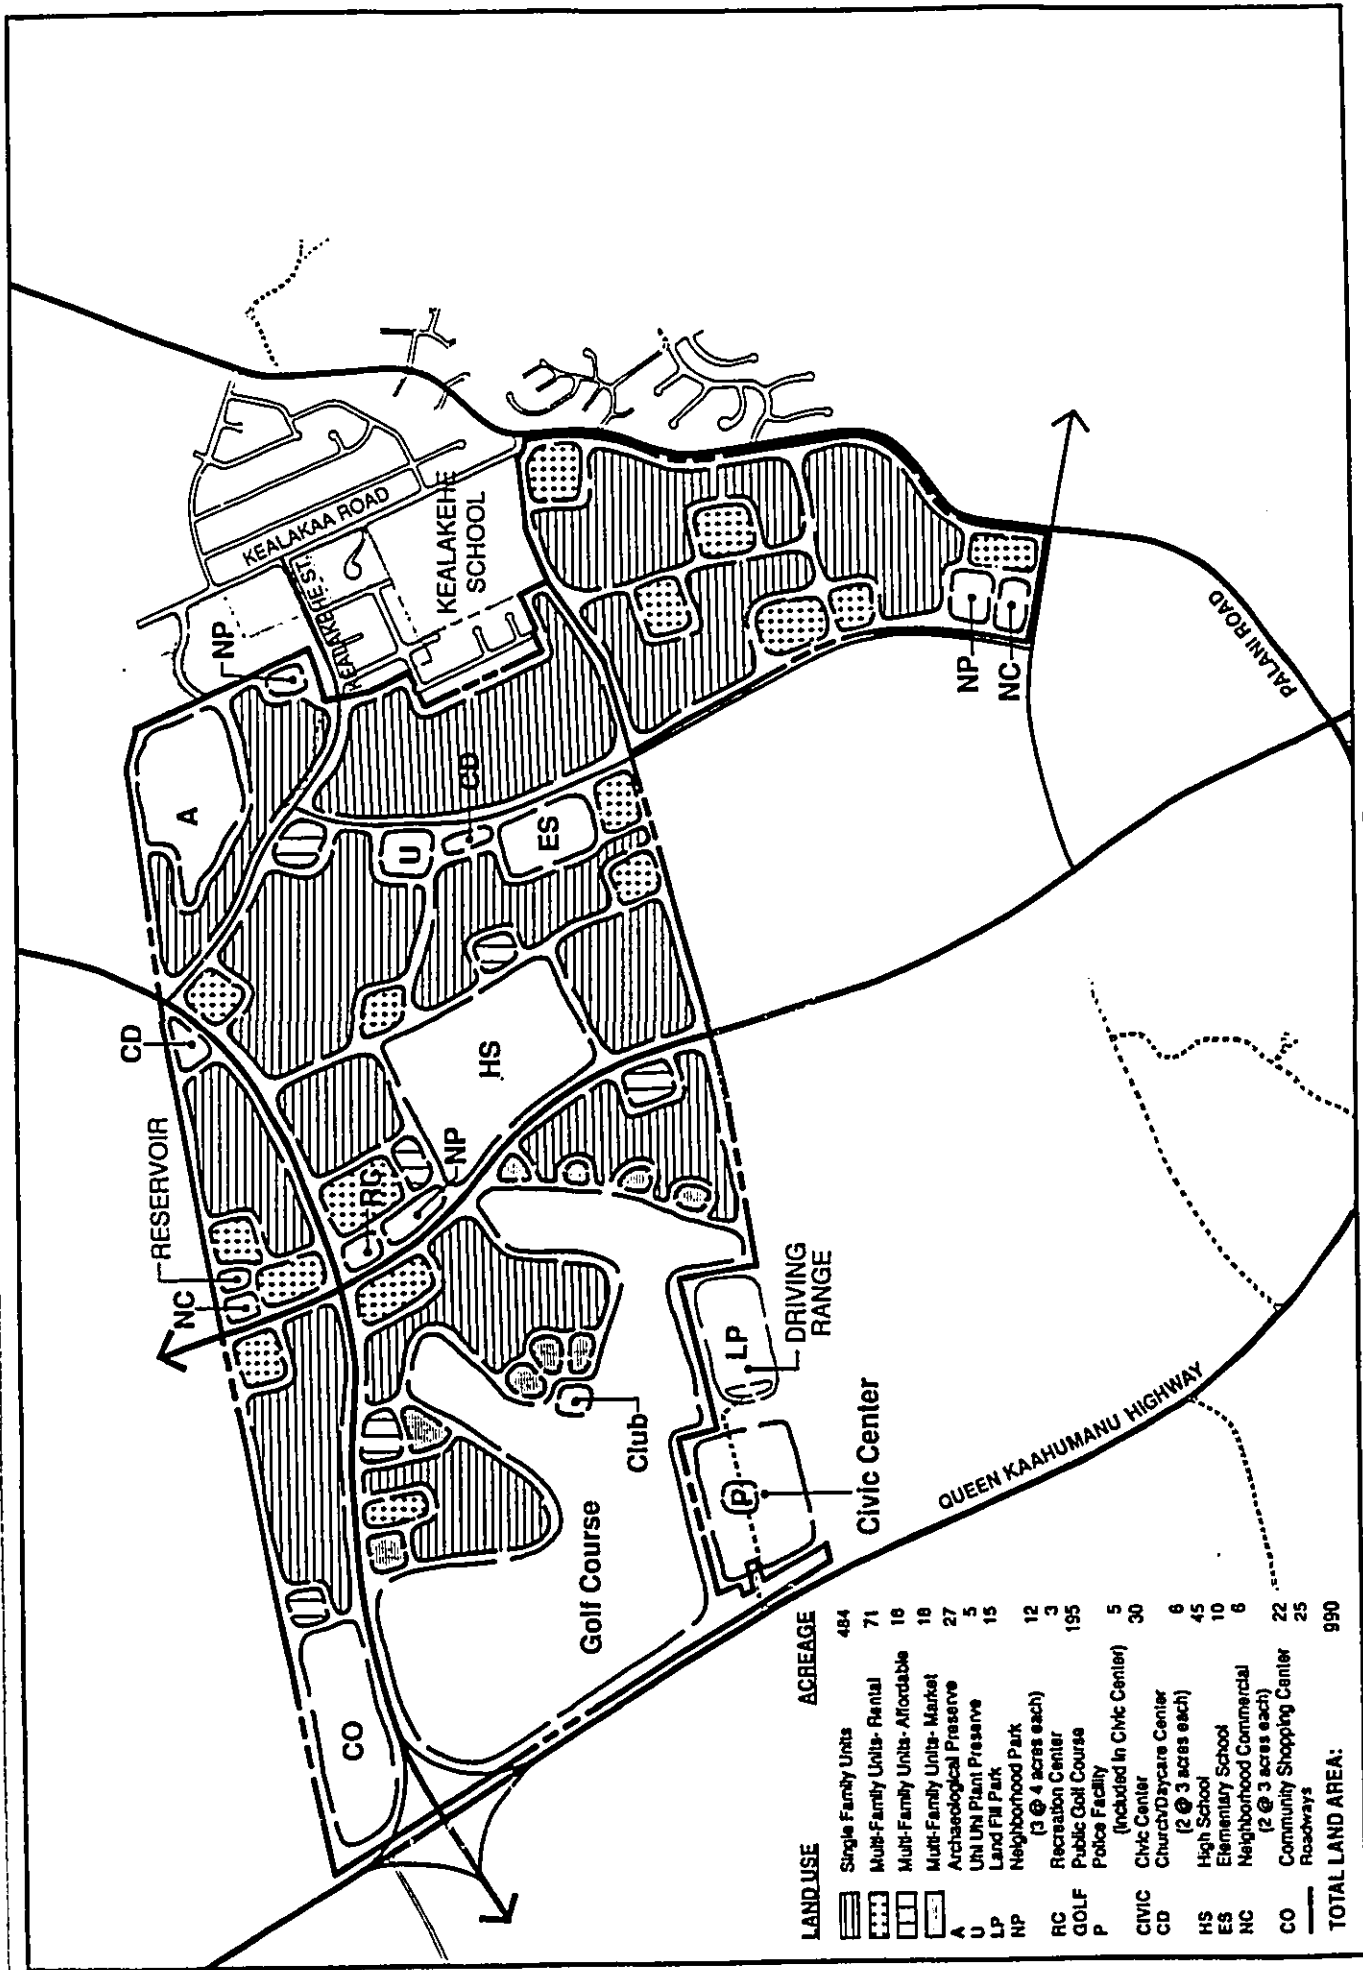 NP
A
KEALAKAA ROAD
KEALAKEHE ST.
KEALAKEHE
SCHOOL
CD
U
ES
CD
HS
RESERVOIR
NC
RC
NP
NP
NC
PALANI ROAD
LP
DRIVING
RANGE
Club
P
Civic Center
Golf Course
QUEEN KAAHUMANU HIGHWAY
CO
LAND USE ACREAGE
Single Family Units 484
Multi-Family Units- Rental 71
Multi-Family Units- Affordable 18
Multi-Family Units- Market 18
A Archaeological Preserve 27
U Uhi Uhi Plant Preserve 5
LP Land Fill Park 15
NP Neighborhood Park 12
(3 @ 4 acres each)
RC Recreation Center 3
GOLF Public Golf Course 195
P Police Facility 5
(included in Civic Center)
CIVIC Civic Center 30
CD Church/Daycare Center 6
(2 @ 3 acres each)
HS High School 45
ES Elementary School 10
NC Neighborhood Commercial 6
(2 @ 3 acres each)
CO Community Shopping Center 22
Roadways 25
TOTAL LAND AREA: 990